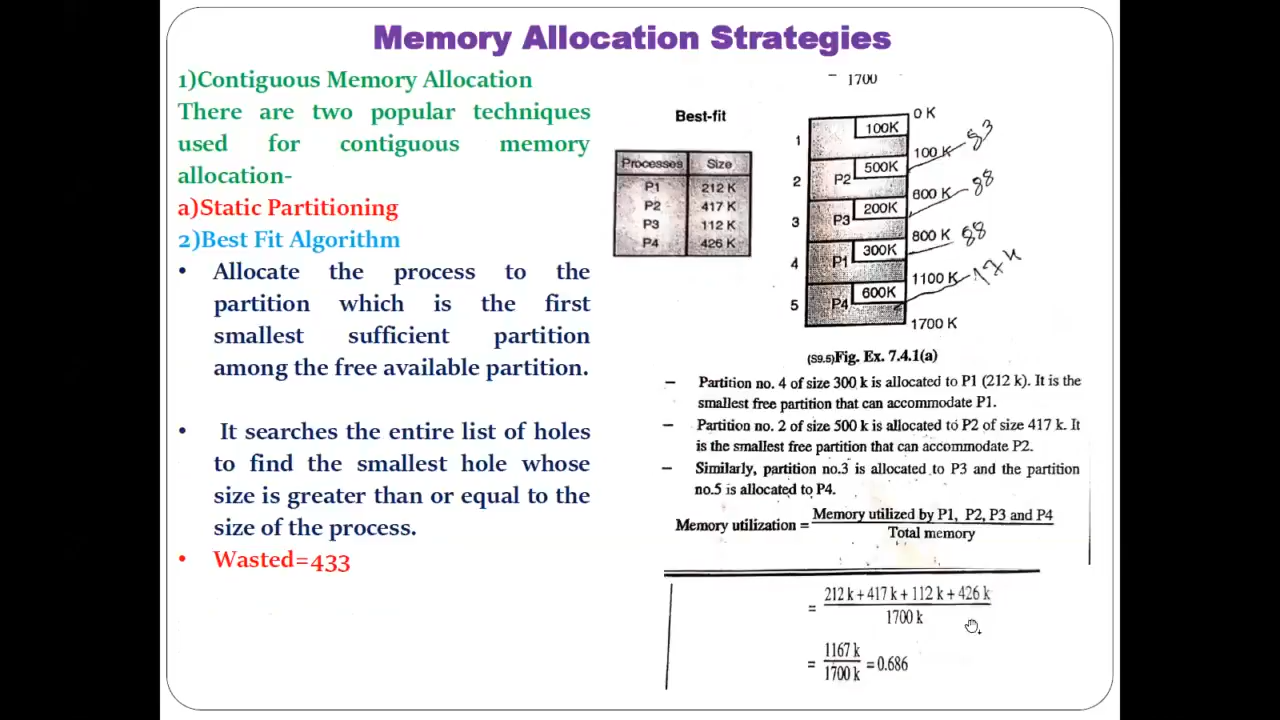 Memory Allocation Strategies
1)Contiguous Memory Allocation
There are two popular techniques
used for contiguous memory
allocation-
a)Static Partitioning
2)Best Fit Algorithm
• Allocate the process to the
partition which is the first
smallest sufficient partition
among the free available partition.
• It searches the entire list of holes
to find the smallest hole whose
size is greater than or equal to the
size of the process.
• Wasted=433
1700
Best-fit
Processes Size
P1 212 K
P2 417 K
P3 112 K
P4 426 K
0 K
1 100K
100 K 83
2 P2 500K
600 K 88
3 P3 200K
800 K 88
4 P1 300K
1100 K 174
5 P4 600K
1700 K
(S9.5)Fig. Ex. 7.4.1(a)
– Partition no. 4 of size 300 k is allocated to P1 (212 k). It is the
smallest free partition that can accommodate P1.
– Partition no. 2 of size 500 k is allocated to P2 of size 417 k. It
is the smallest free partition that can accommodate P2.
– Similarly, partition no.3 is allocated to P3 and the partition
no.5 is allocated to P4.
Memory utilization = Memory utilized by P1, P2, P3 and P4
Total memory
= 212 k + 417 k + 112 k + 426 k
1700 k
= 1167 k
1700 k = 0.686